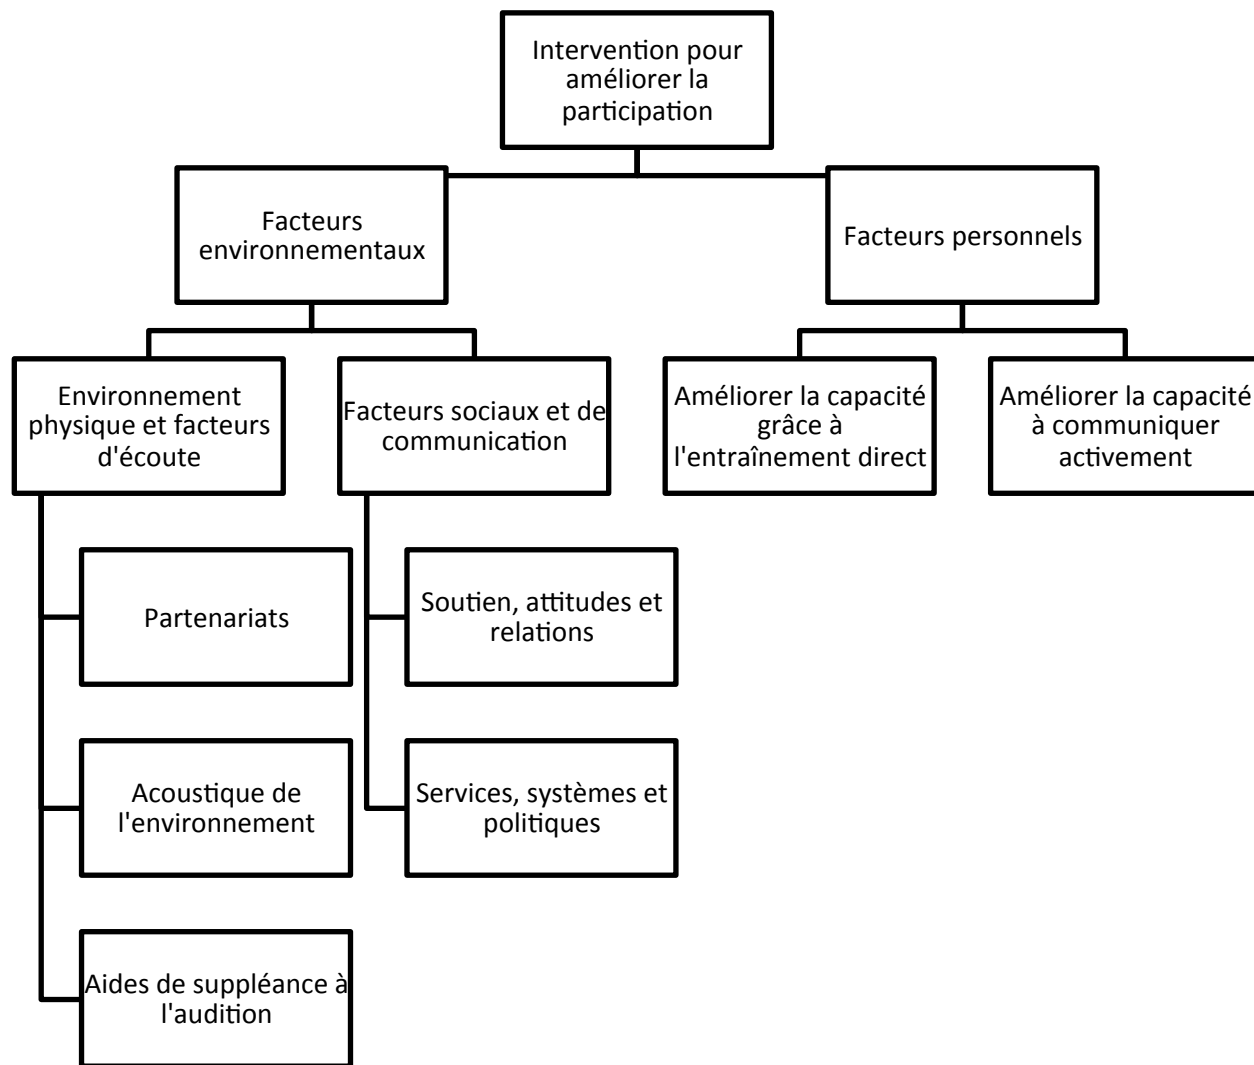 Intervention pour
améliorer la
participation
Facteurs
environnementaux
Facteurs personnels
Environnement
physique et facteurs
d'écoute
Facteurs sociaux et de
communication
Améliorer la capacité
grâce à
l'entraînement direct
Améliorer la capacité
à communiquer
activement
Partenariats
Soutien, attitudes et
relations
Acoustique de
l'environnement
Services, systèmes et
politiques
Aides de suppléance à
l'audition